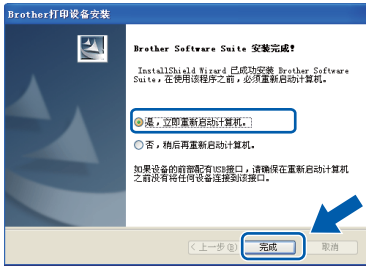 Brother打印设备安装
Brother Software Suite 安装完成!
InstallShield Wizard 已成功安装 Brother Software
Suite，在使用该程序之前，必须重新启动计算机。
是，立即重新启动计算机。
否，稍后再重新启动计算机。
如果设备的前部配有USB接口，请确保在重新启动计算机
之前没有将任何设备连接到该接口。
< 上一步(B) 完成 取消